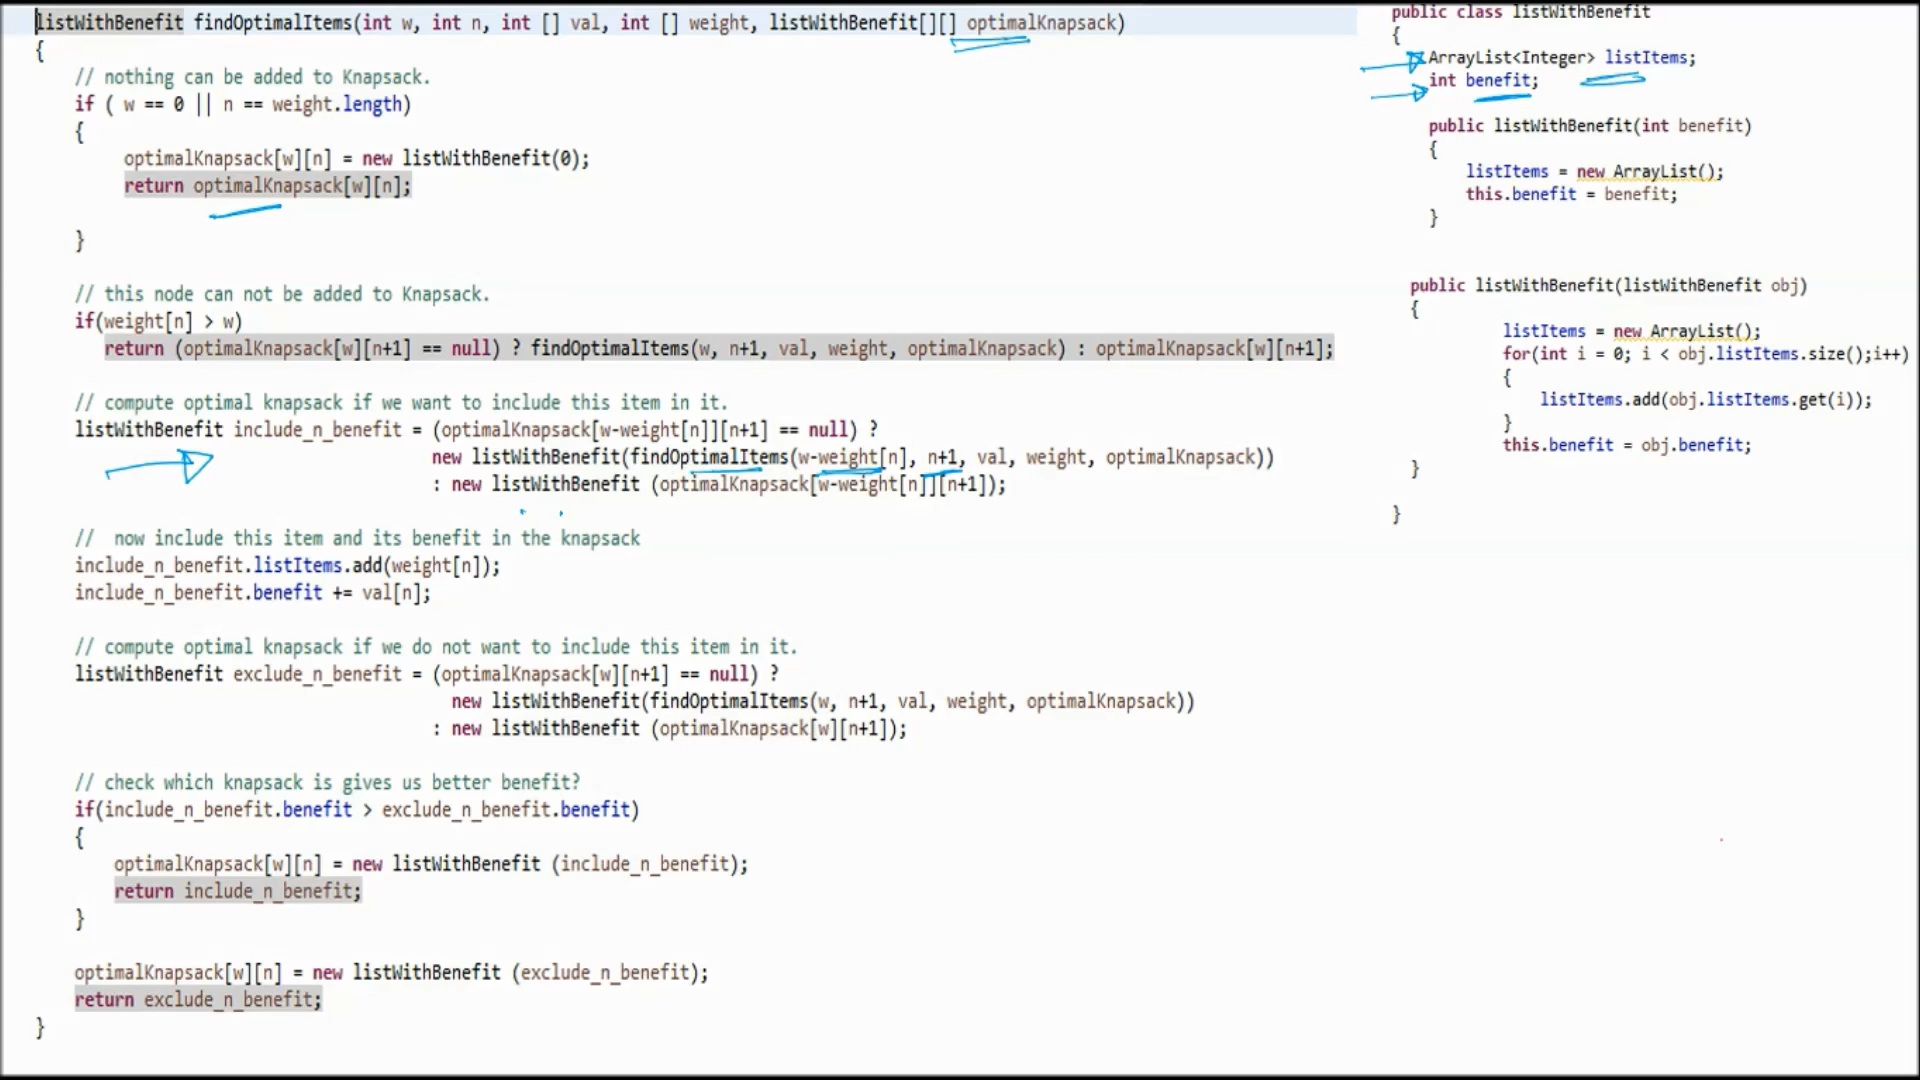 listWithBenefit findOptimalItems(int w, int n, int [] val, int [] weight, listWithBenefit[][] optimalKnapsack)
{
// nothing can be added to Knapsack.
if ( w == 0 || n == weight.length)
{
optimalKnapsack[w][n] = new listWithBenefit(0);
return optimalKnapsack[w][n];
}
// this node can not be added to Knapsack.
if(weight[n] > w)
return (optimalKnapsack[w][n+1] == null) ? findOptimalItems(w, n+1, val, weight, optimalKnapsack) : optimalKnapsack[w][n+1];
// compute optimal knapsack if we want to include this item in it.
listWithBenefit include_n_benefit = (optimalKnapsack[w-weight[n]][n+1] == null) ?
new listWithBenefit(findOptimalItems(w-weight[n], n+1, val, weight, optimalKnapsack))
: new listWithBenefit (optimalKnapsack[w-weight[n]][n+1]);
// now include this item and its benefit in the knapsack
include_n_benefit.listItems.add(weight[n]);
include_n_benefit.benefit += val[n];
// compute optimal knapsack if we do not want to include this item in it.
listWithBenefit exclude_n_benefit = (optimalKnapsack[w][n+1] == null) ?
new listWithBenefit(findOptimalItems(w, n+1, val, weight, optimalKnapsack))
: new listWithBenefit (optimalKnapsack[w][n+1]);
// check which knapsack is gives us better benefit?
if(include_n_benefit.benefit > exclude_n_benefit.benefit)
{
optimalKnapsack[w][n] = new listWithBenefit (include_n_benefit);
return include_n_benefit;
}
optimalKnapsack[w][n] = new listWithBenefit (exclude_n_benefit);
return exclude_n_benefit;
}
public class listWithBenefit
{
ArrayList<Integer> listItems;
int benefit;
public listWithBenefit(int benefit)
{
listItems = new ArrayList();
this.benefit = benefit;
}
public listWithBenefit(listWithBenefit obj)
{
listItems = new ArrayList();
for(int i = 0; i < obj.listItems.size();i++)
{
listItems.add(obj.listItems.get(i));
}
this.benefit = obj.benefit;
}
}